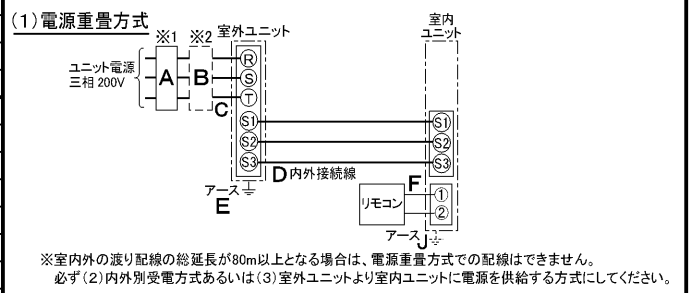 (1)電源重畳方式
※1 ※2 室外ユニット
室内
ユニット
ユニット電源
三相 200V
A
B
C
R
S
T
S1
S2
S3
S1
S2
S3
D 内外接続線
アース
E
F
リモコン
1
2
アース J
※室内外の渡り配線の総延長が80m以上となる場合は、電源重畳方式での配線はできません。
必ず(2)内外別受電方式あるいは(3)室外ユニットより室内ユニットに電源を供給する方式にしてください。